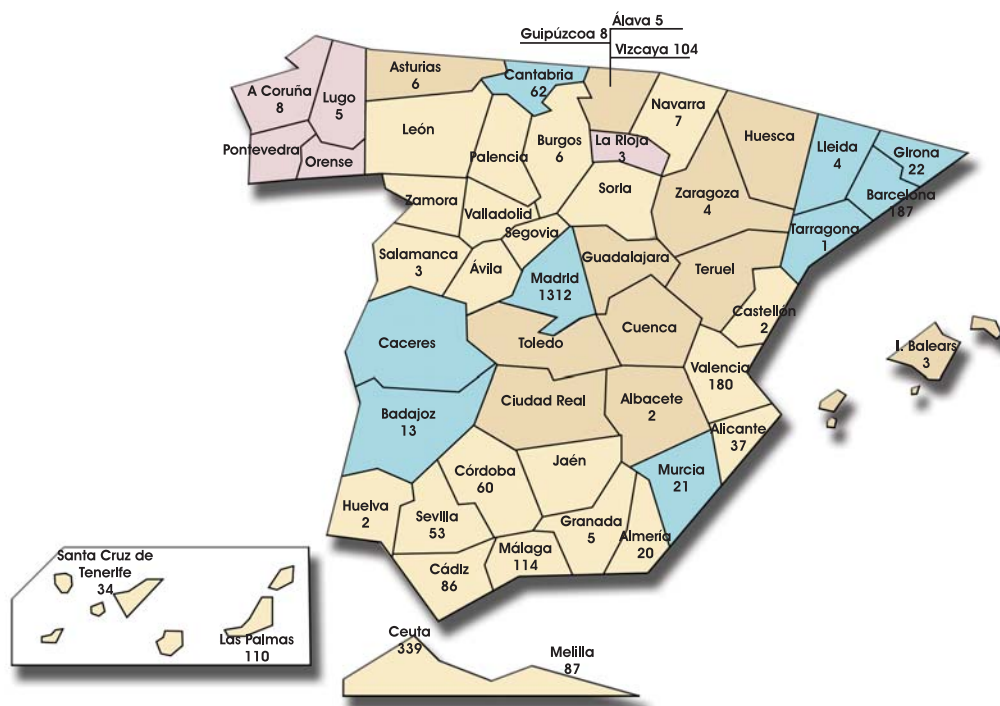 Álava 5
Guipúzcoa 8
Vizcaya 104
Asturias
6
Cantabria
62
A Coruña
8
Lugo
5
Navarra
7
Huesca
León
Burgos
6
La Rioja
3
Lleida
4
Girona
22
Pontevedra
Orense
Palencia
Soria
Zaragoza
4
Barcelona
187
Zamora
Valladolid
Segovia
Tarragona
1
Salamanca
3
Ávila
Madrid
1312
Guadalajara
Teruel
Castellón
2
Caceres
Toledo
Cuenca
I. Balears
3
Valencia
180
Badajoz
13
Ciudad Real
Albacete
2
Alicante
37
Córdoba
60
Jaén
Murcia
21
Huelva
2
Sevilla
53
Granada
5
Almería
20
Málaga
114
Cádiz
86
Santa Cruz de
Tenerife
34
Las Palmas
110
Ceuta
339
Melilla
87